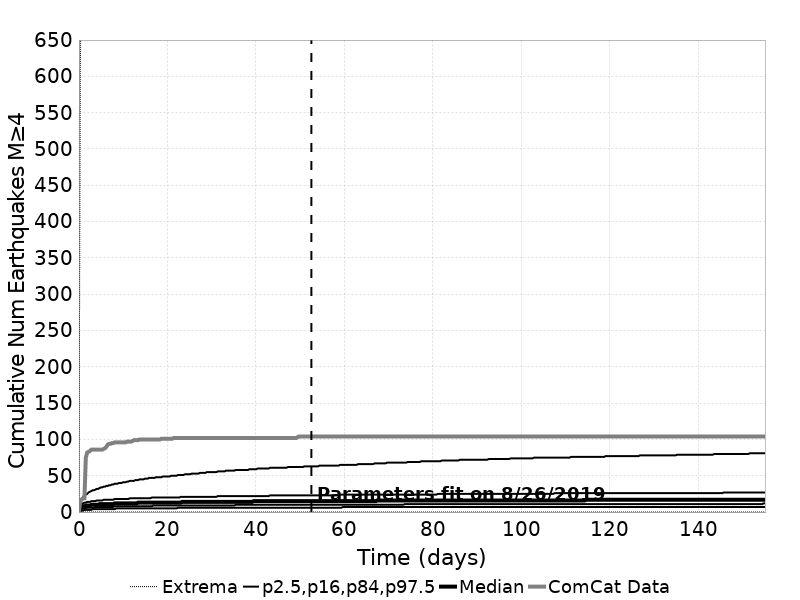 Cumulative Num Earthquakes M≥4
650
600
550
500
450
400
350
300
250
200
150
100
50
0
Parameters fit on 8/26/2019
0 20 40 60 80 100 120 140
Time (days)
Extrema p2.5,p16,p84,p97.5 Median ComCat Data